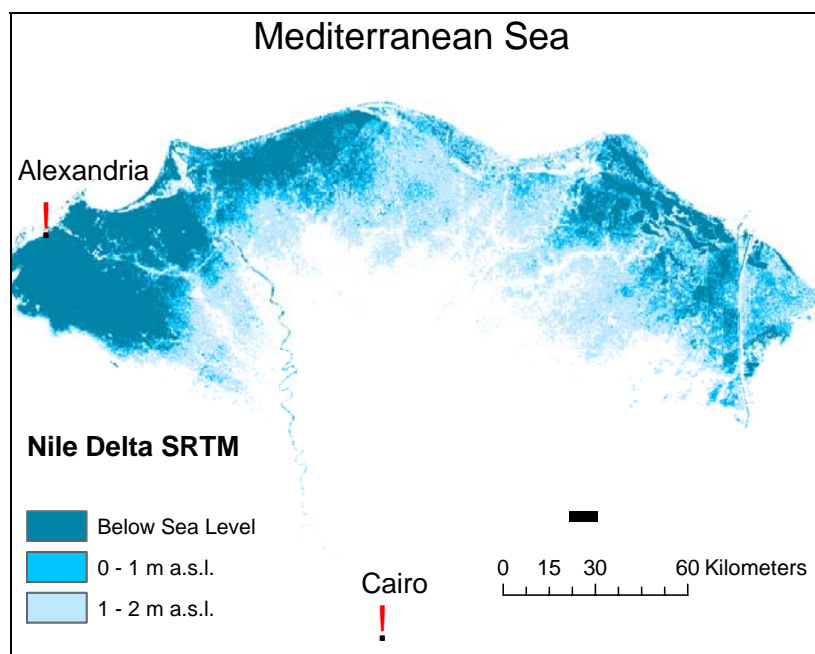 Mediterranean Sea
Alexandria
!
Nile Delta SRTM
Below Sea Level
0 - 1 m a.s.l.
1 - 2 m a.s.l.
Cairo
!
0 15 30 60 Kilometers